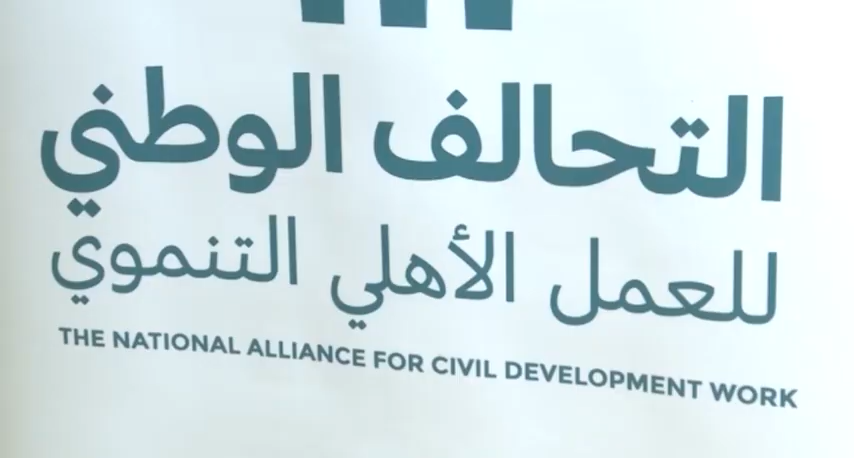 التحالف الوطني
للعمل الأهلي التنموي
THE NATIONAL ALLIANCE FOR CIVIL DEVELOPMENT WORK